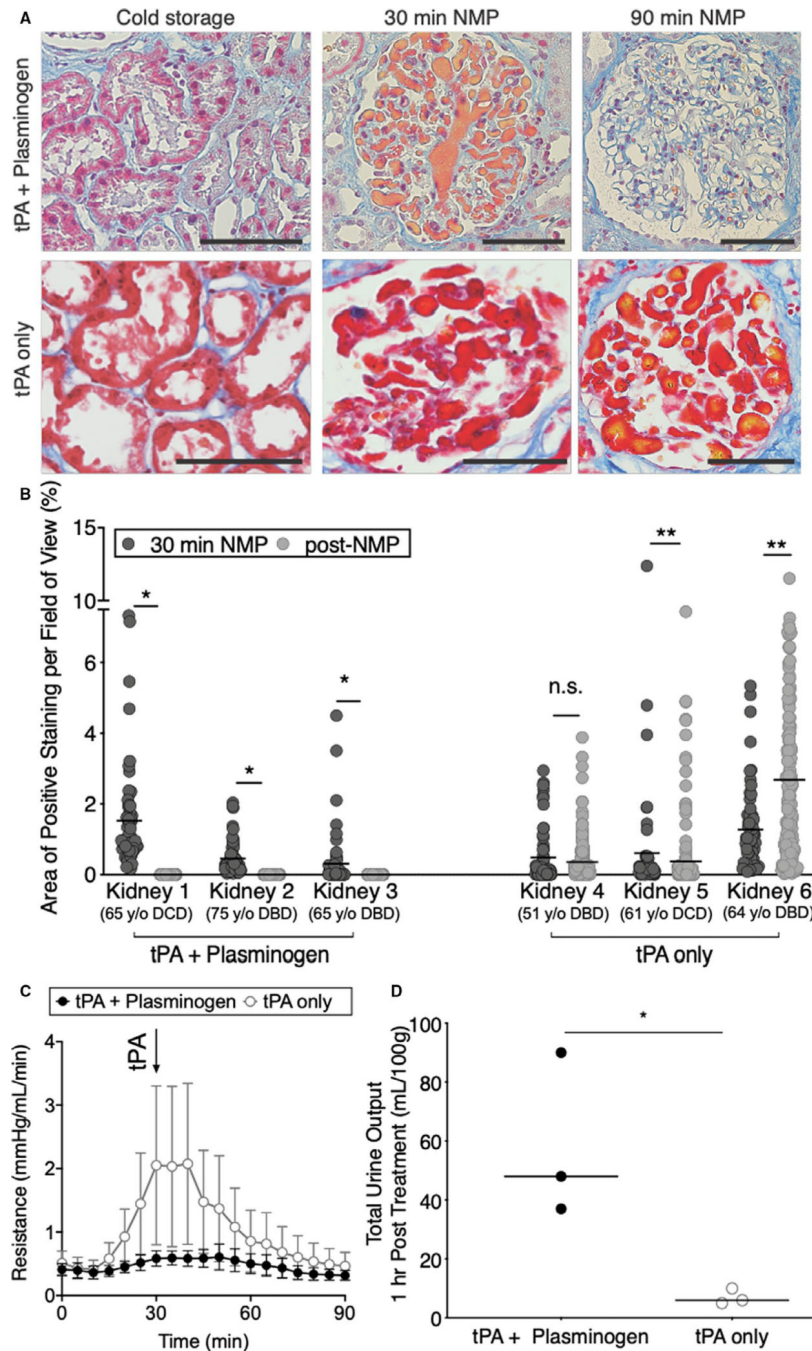 A
Cold storage 30 min NMP 90 min NMP
tPA + Plasminogen
tPA only
B
Area of Positive Staining per Field of View (%)
15
10
6
4
2
0
30 min NMP post-NMP
*
*
*
n.s.
**
**
Kidney 1 Kidney 2 Kidney 3 Kidney 4 Kidney 5 Kidney 6
(65 y/o DCD) (75 y/o DBD) (65 y/o DBD) (51 y/o DBD) (61 y/o DCD) (64 y/o DBD)
tPA + Plasminogen tPA only
C
tPA + Plasminogen tPA only
Resistance (mmHg/mL/min)
4
3
2
1
0
tPA
0 30 60 90
Time (min)
D
Total Urine Output
1 hr Post Treatment (mL/100g)
100
80
60
40
20
0
*
tPA + Plasminogen tPA only